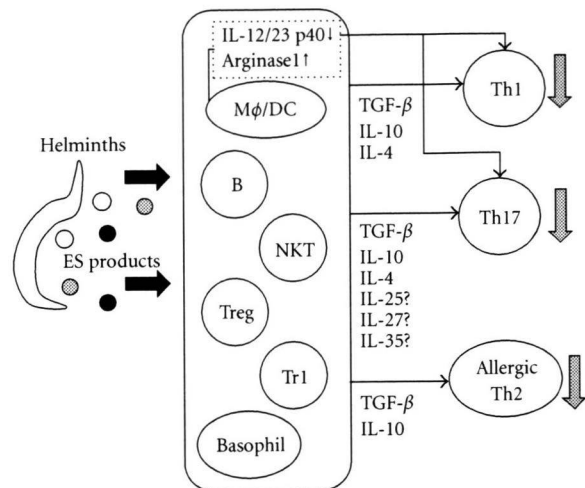 IL-12/23 p40↓
Arginase1↑
Mϕ/DC
Helminths
ES products
B
NKT
Treg
Tr1
Basophil
TGF-β
IL-10
IL-4
Th1
TGF-β
IL-10
IL-4
IL-25?
IL-27?
IL-35?
Th17
TGF-β
IL-10
Allergic
Th2